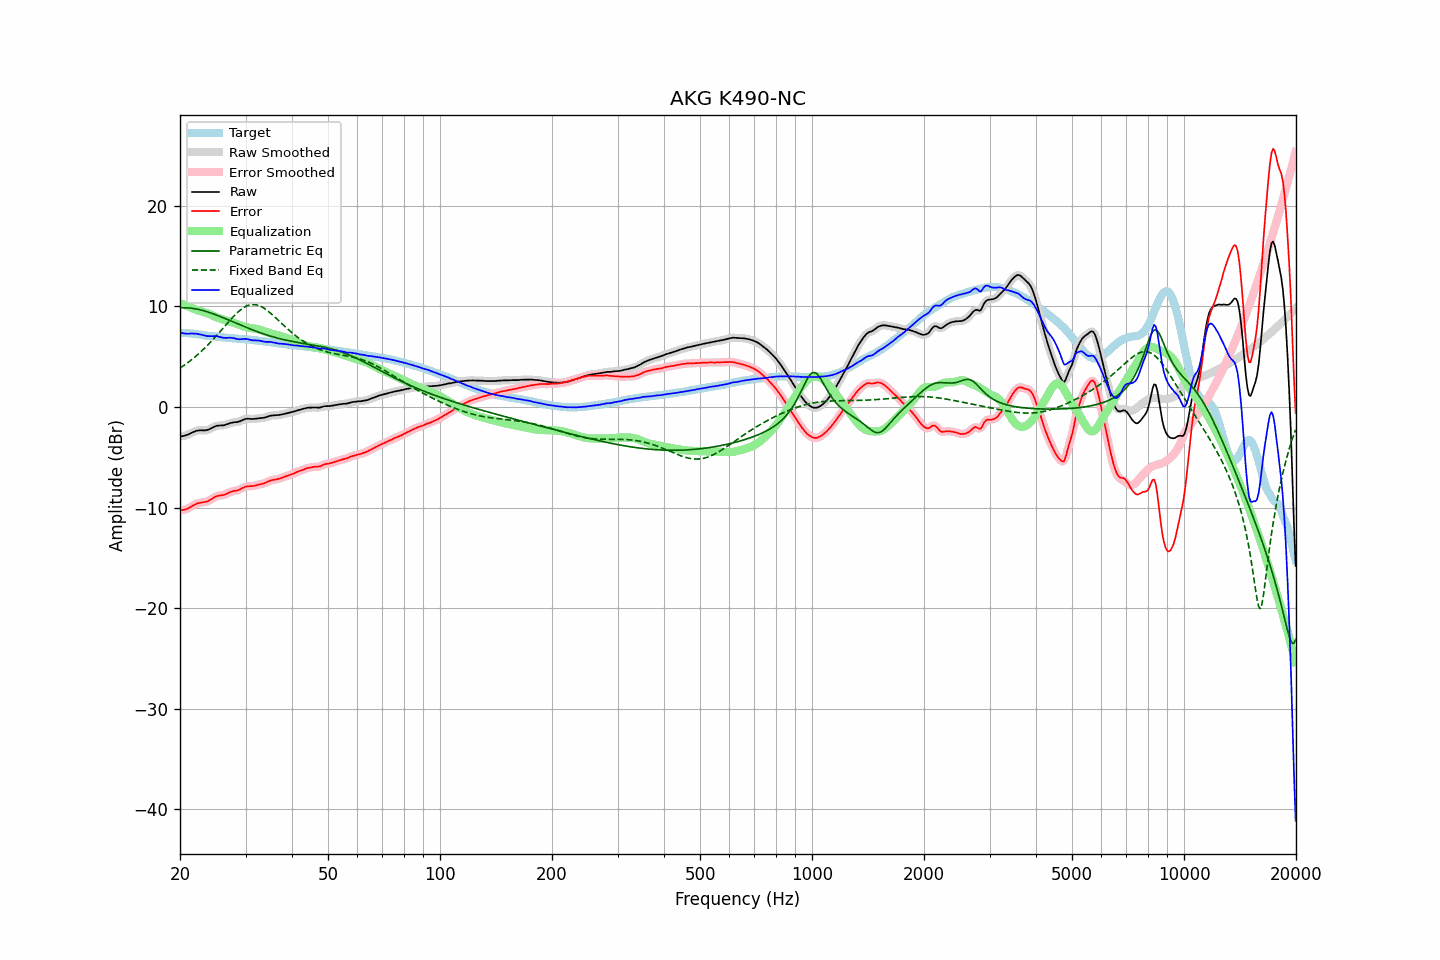 AKG K490-NC
Target
Raw Smoothed
Error Smoothed
Raw
Error
Equalization
Parametric Eq
Fixed Band Eq
Equalized
20
10
0
−10
−20
−30
−40
Amplitude (dBr)
20 50 100 200 500 1000 2000 5000 10000 20000
Frequency (Hz)